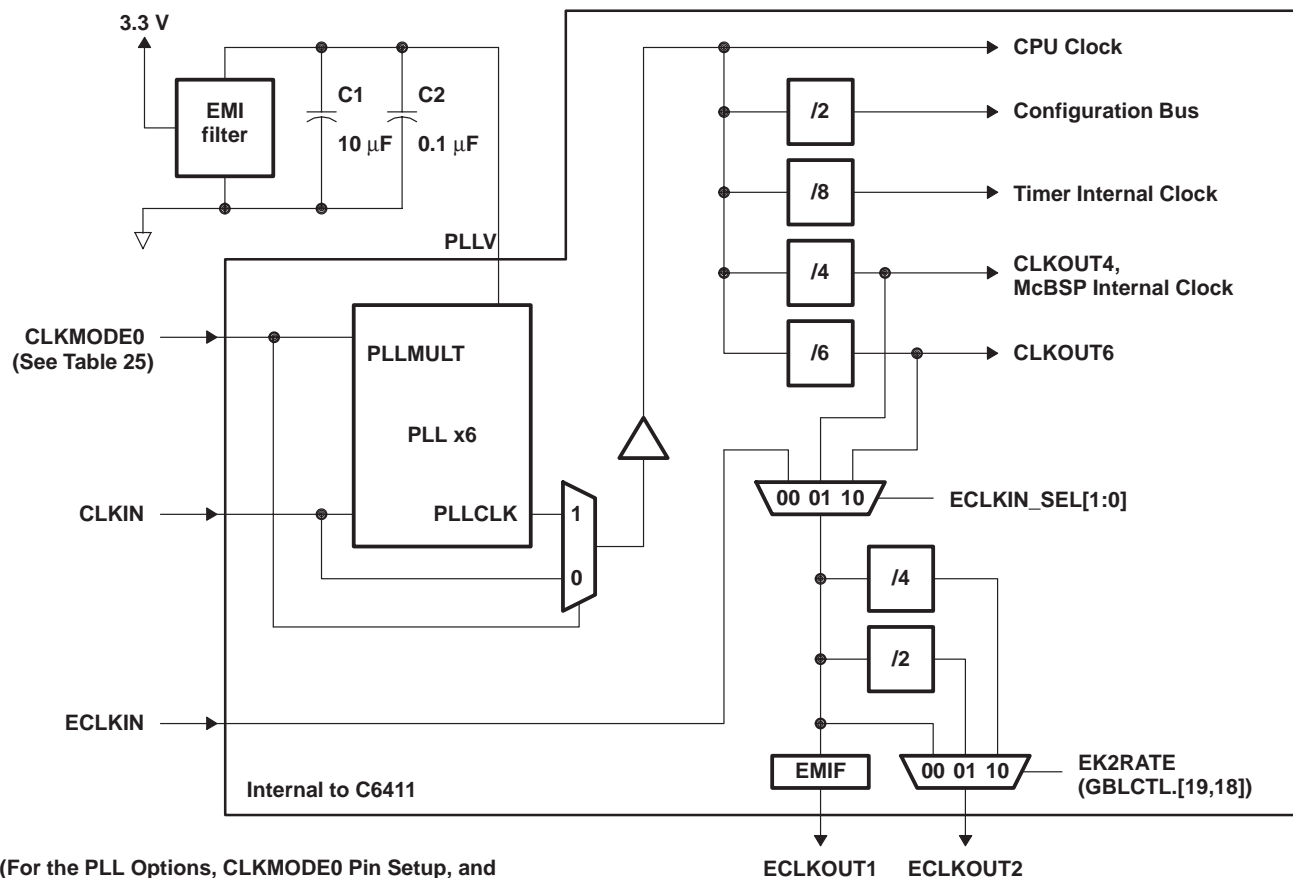 3.3 V
EMI
filter
C1
C2
10 μF
0.1 μF
PLLV
CPU Clock
/2
Configuration Bus
/8
Timer Internal Clock
/4
CLKOUT4,
McBSP Internal Clock
/6
CLKOUT6
CLKMODE0
(See Table 25)
PLLMULT
PLL x6
CLKIN
PLLCLK
1
0
00 01 10
ECLKIN_SEL[1:0]
/4
/2
ECLKIN
EMIF
00 01 10
EK2RATE
(GBLCTL.[19,18])
Internal to C6411
ECLKOUT1
ECLKOUT2
(For the PLL Options, CLKMODE0 Pin Setup, and